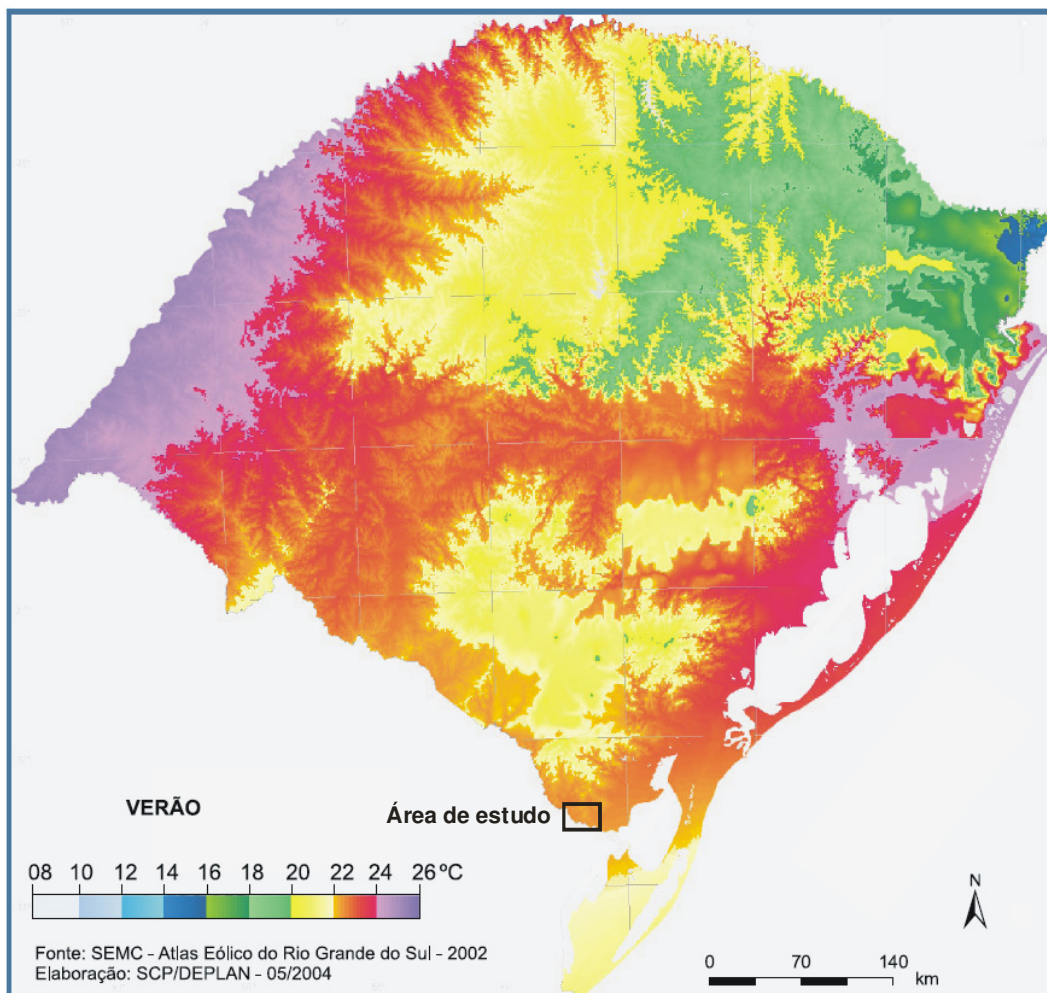 VERÃO
Área de estudo
08 10 12 14 16 18 20 22 24 26 ºC
N
Fonte: SEMC - Atlas Eólico do Rio Grande do Sul - 2002
Elaboração: SCP/DEPLAN - 05/2004
0 70 140
km